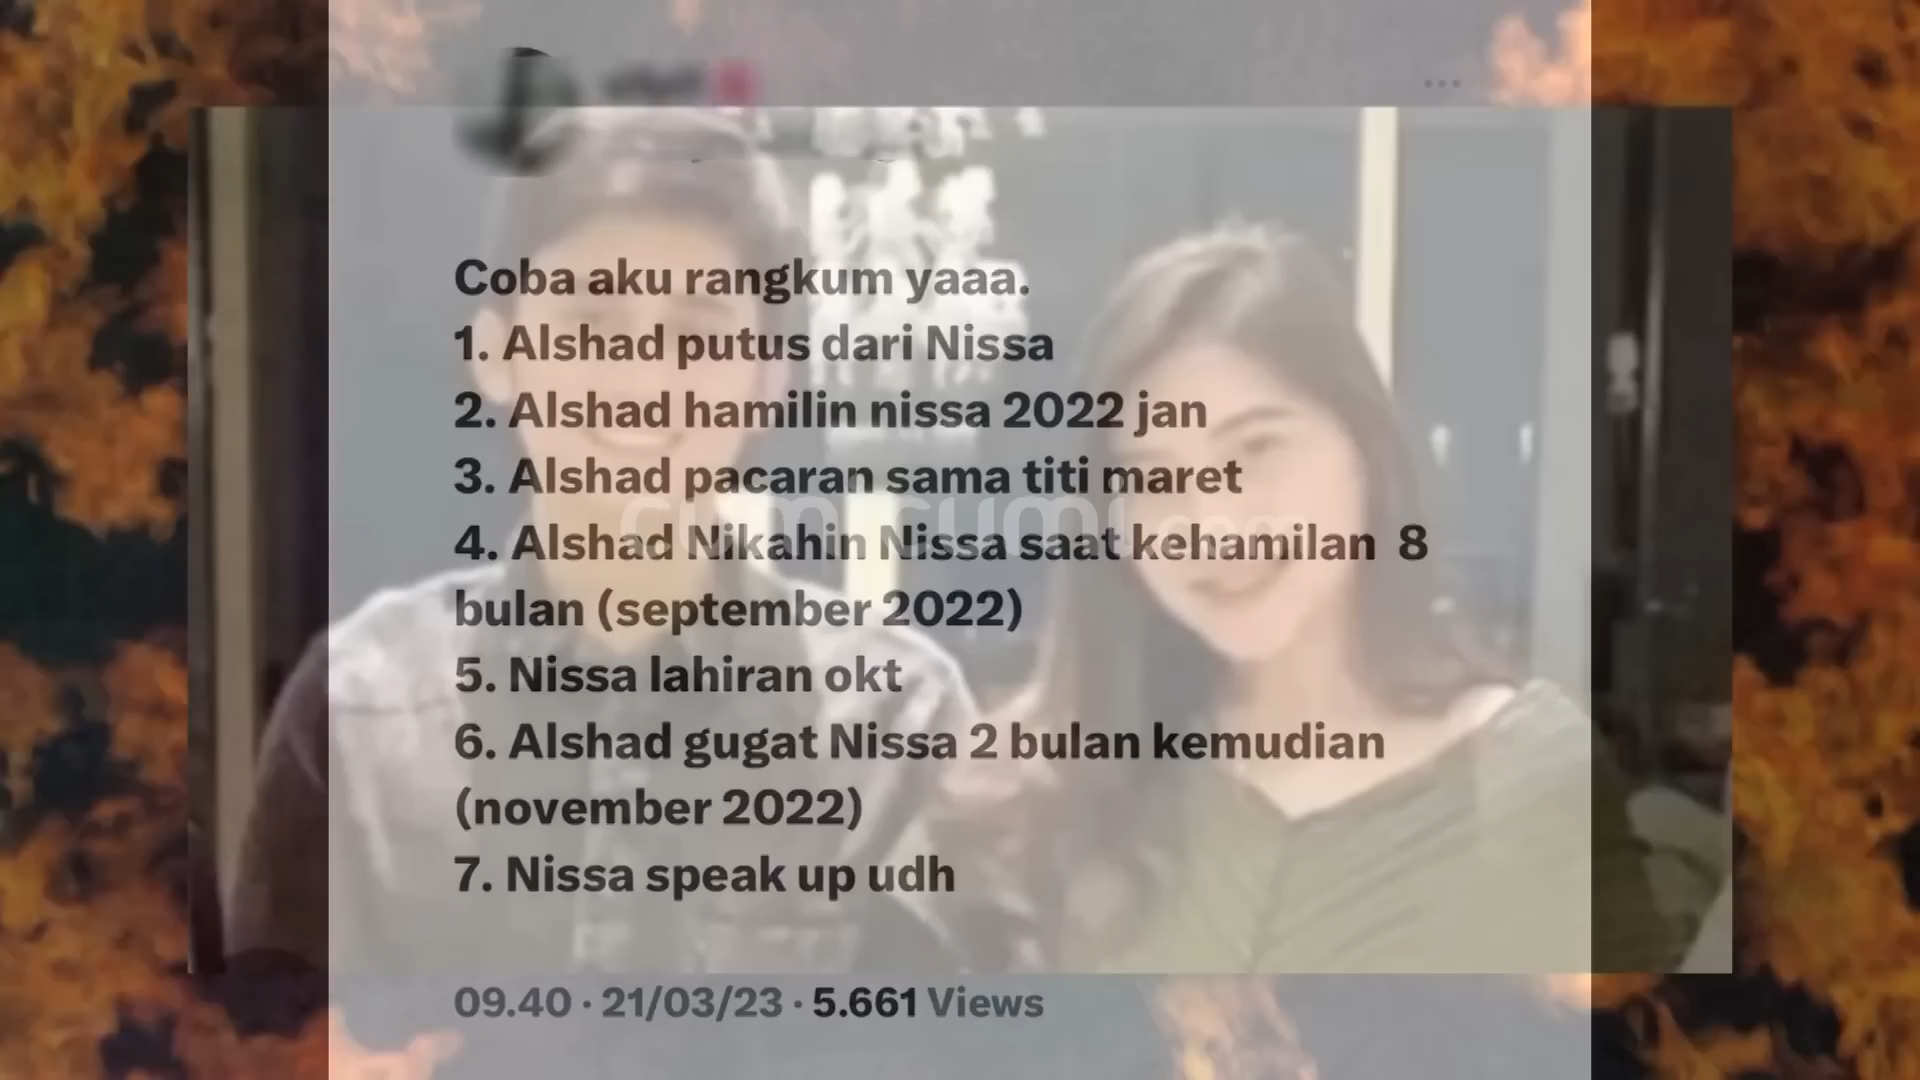 Coba aku rangkum yaaa.
1. Alshad putus dari Nissa
2. Alshad hamilin nissa 2022 jan
3. Alshad pacaran sama titi maret
cumicumi.com
4. Alshad Nikahin Nissa saat kehamilan 8
bulan (september 2022)
5. Nissa lahiran okt
6. Alshad gugat Nissa 2 bulan kemudian
(november 2022)
7. Nissa speak up udh
09.40 · 21/03/23 · 5.661 Views